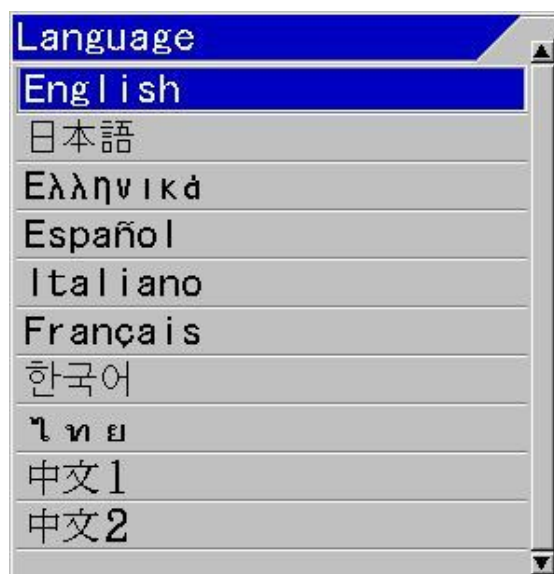 Language
English
日本語
Ελληνικά
Español
Italiano
Français
한국어
ไทย
中文1
中文2